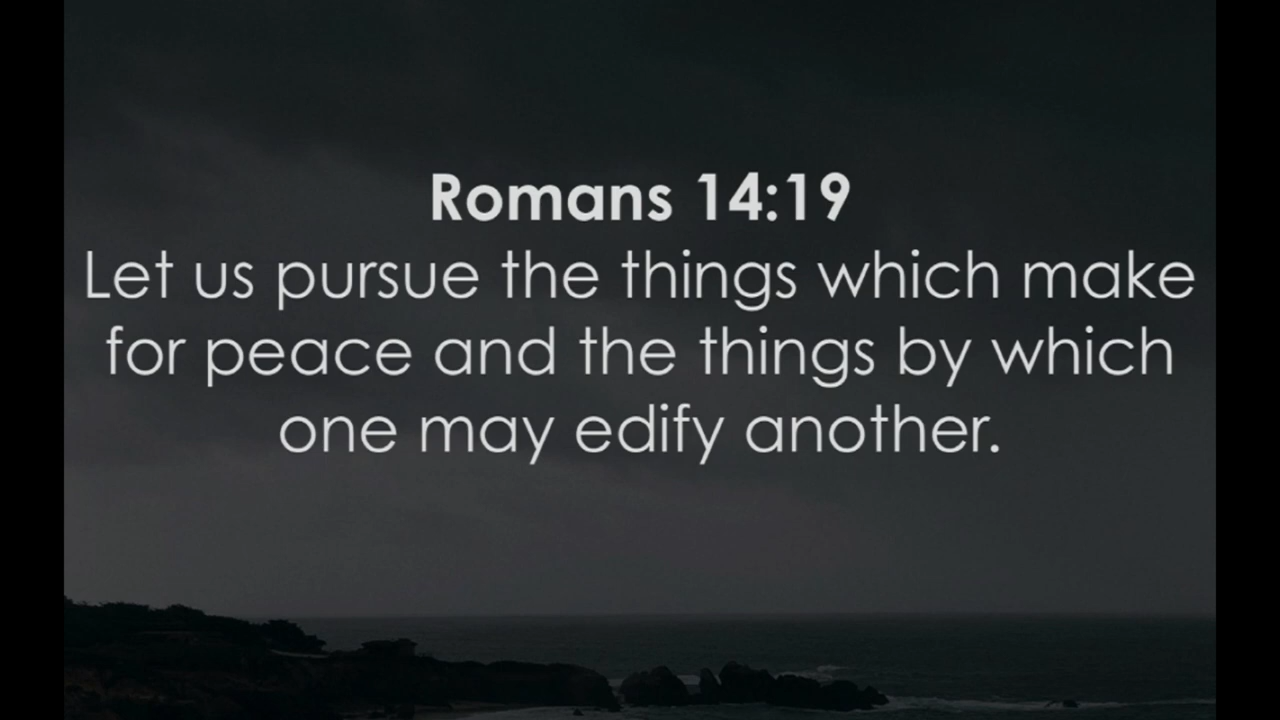 Romans 14:19
Let us pursue the things which make
for peace and the things by which
one may edify another.